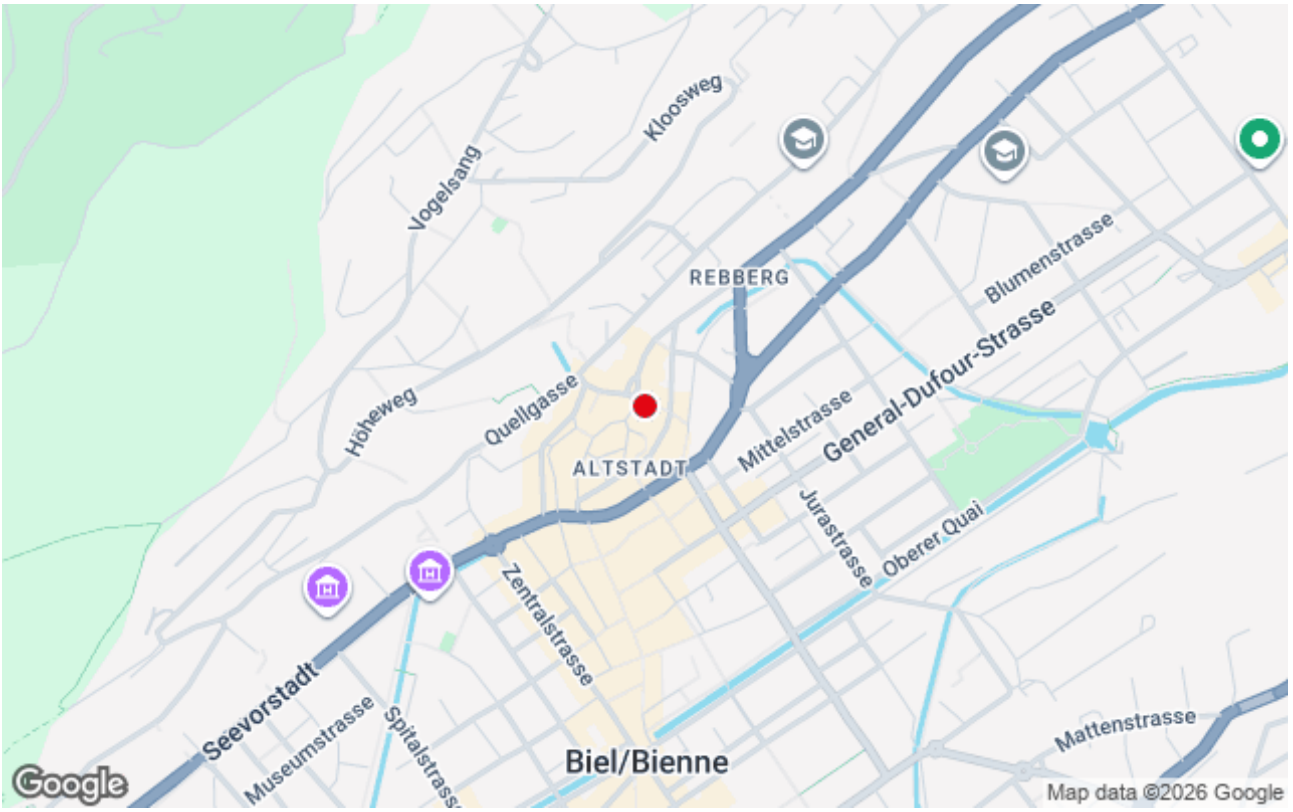 Kloosweg
Vogelsang
REBBERG
Blumenstrasse
General-Dufour-Strasse
Höheweg
Quellgasse
Mittelstrasse
ALTSTADT
Jurastrasse
Oberer Quai
Zentralstrasse
Seevorstadt
Museumstrasse
Spitalstrasse
Mattenstrasse
Biel/Bienne
H
H
Google
Map data ©2026 Google